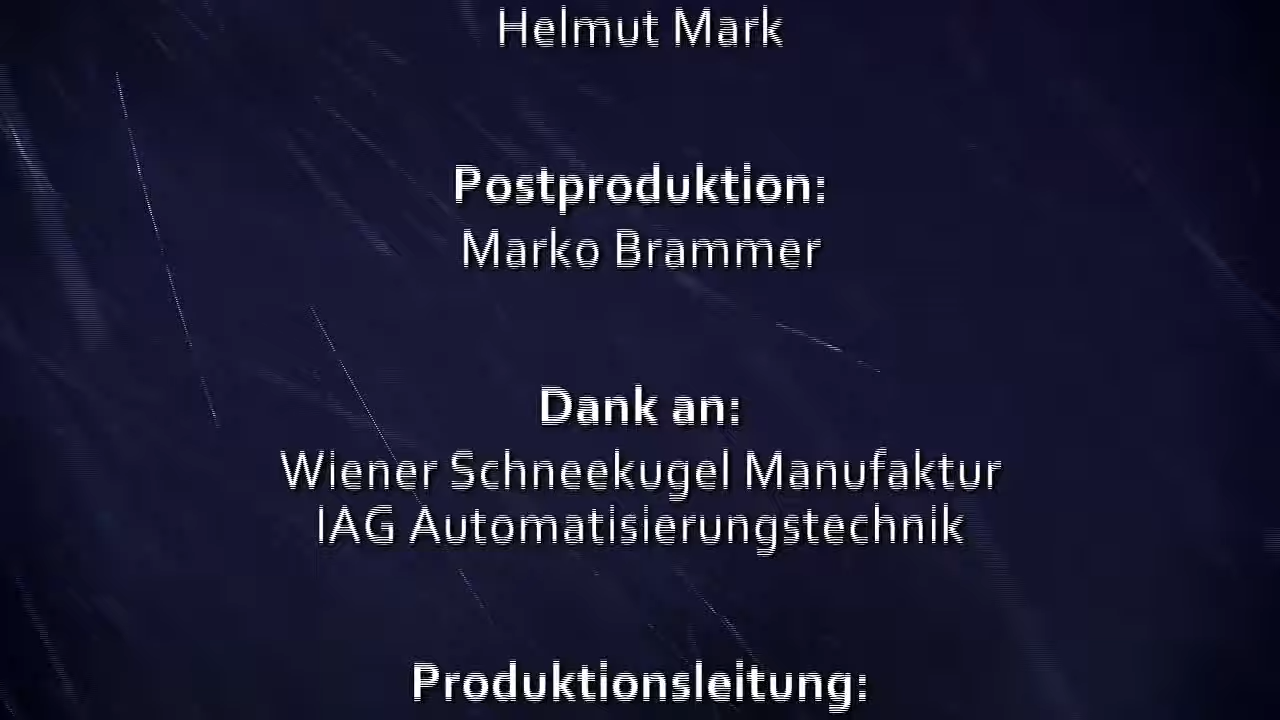 Helmut Mark
Postproduktion:
Marko Brammer
Dank an:
Wiener Schneekugel Manufaktur
IAG Automatisierungstechnik
Produktionsleitung: